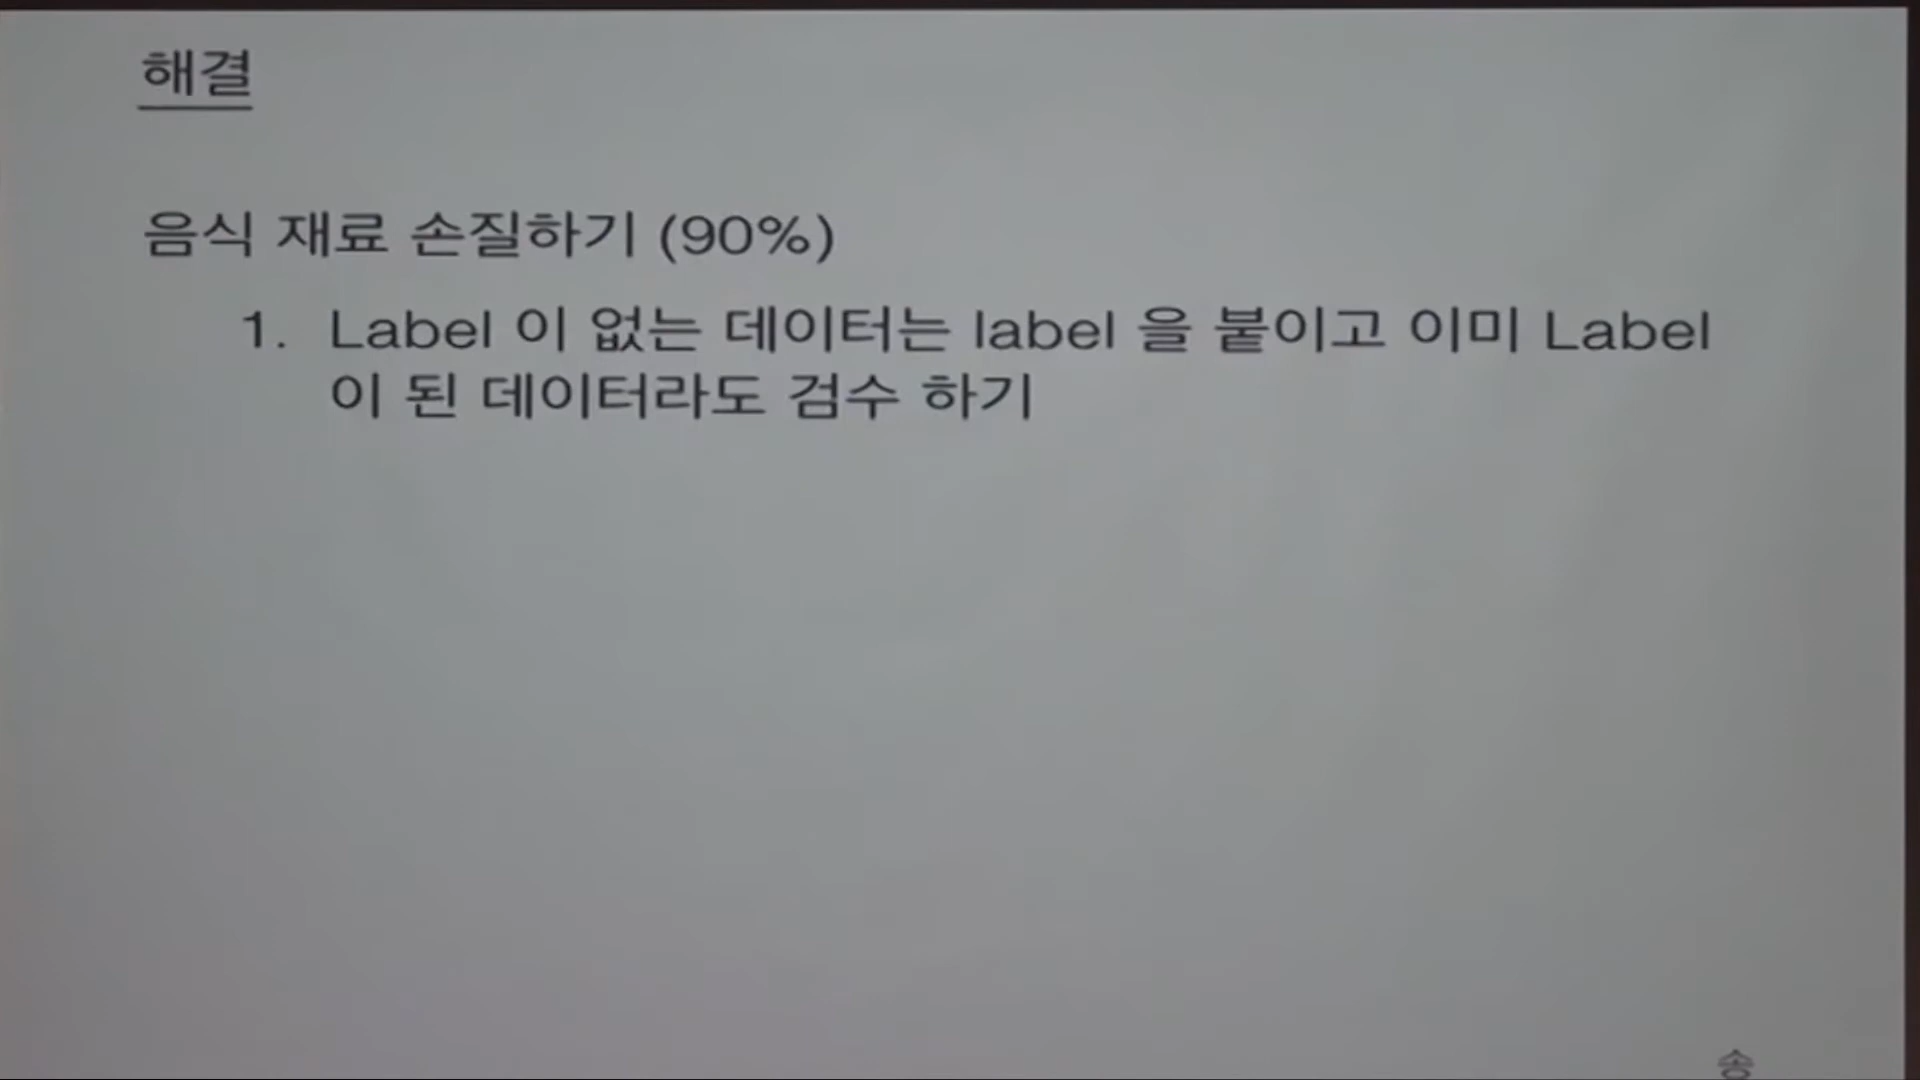 해결
음식 재료 손질하기 (90%)
1. Label 이 없는 데이터는 label 을 붙이고 이미 Label
이 된 데이터라도 검수 하기
송